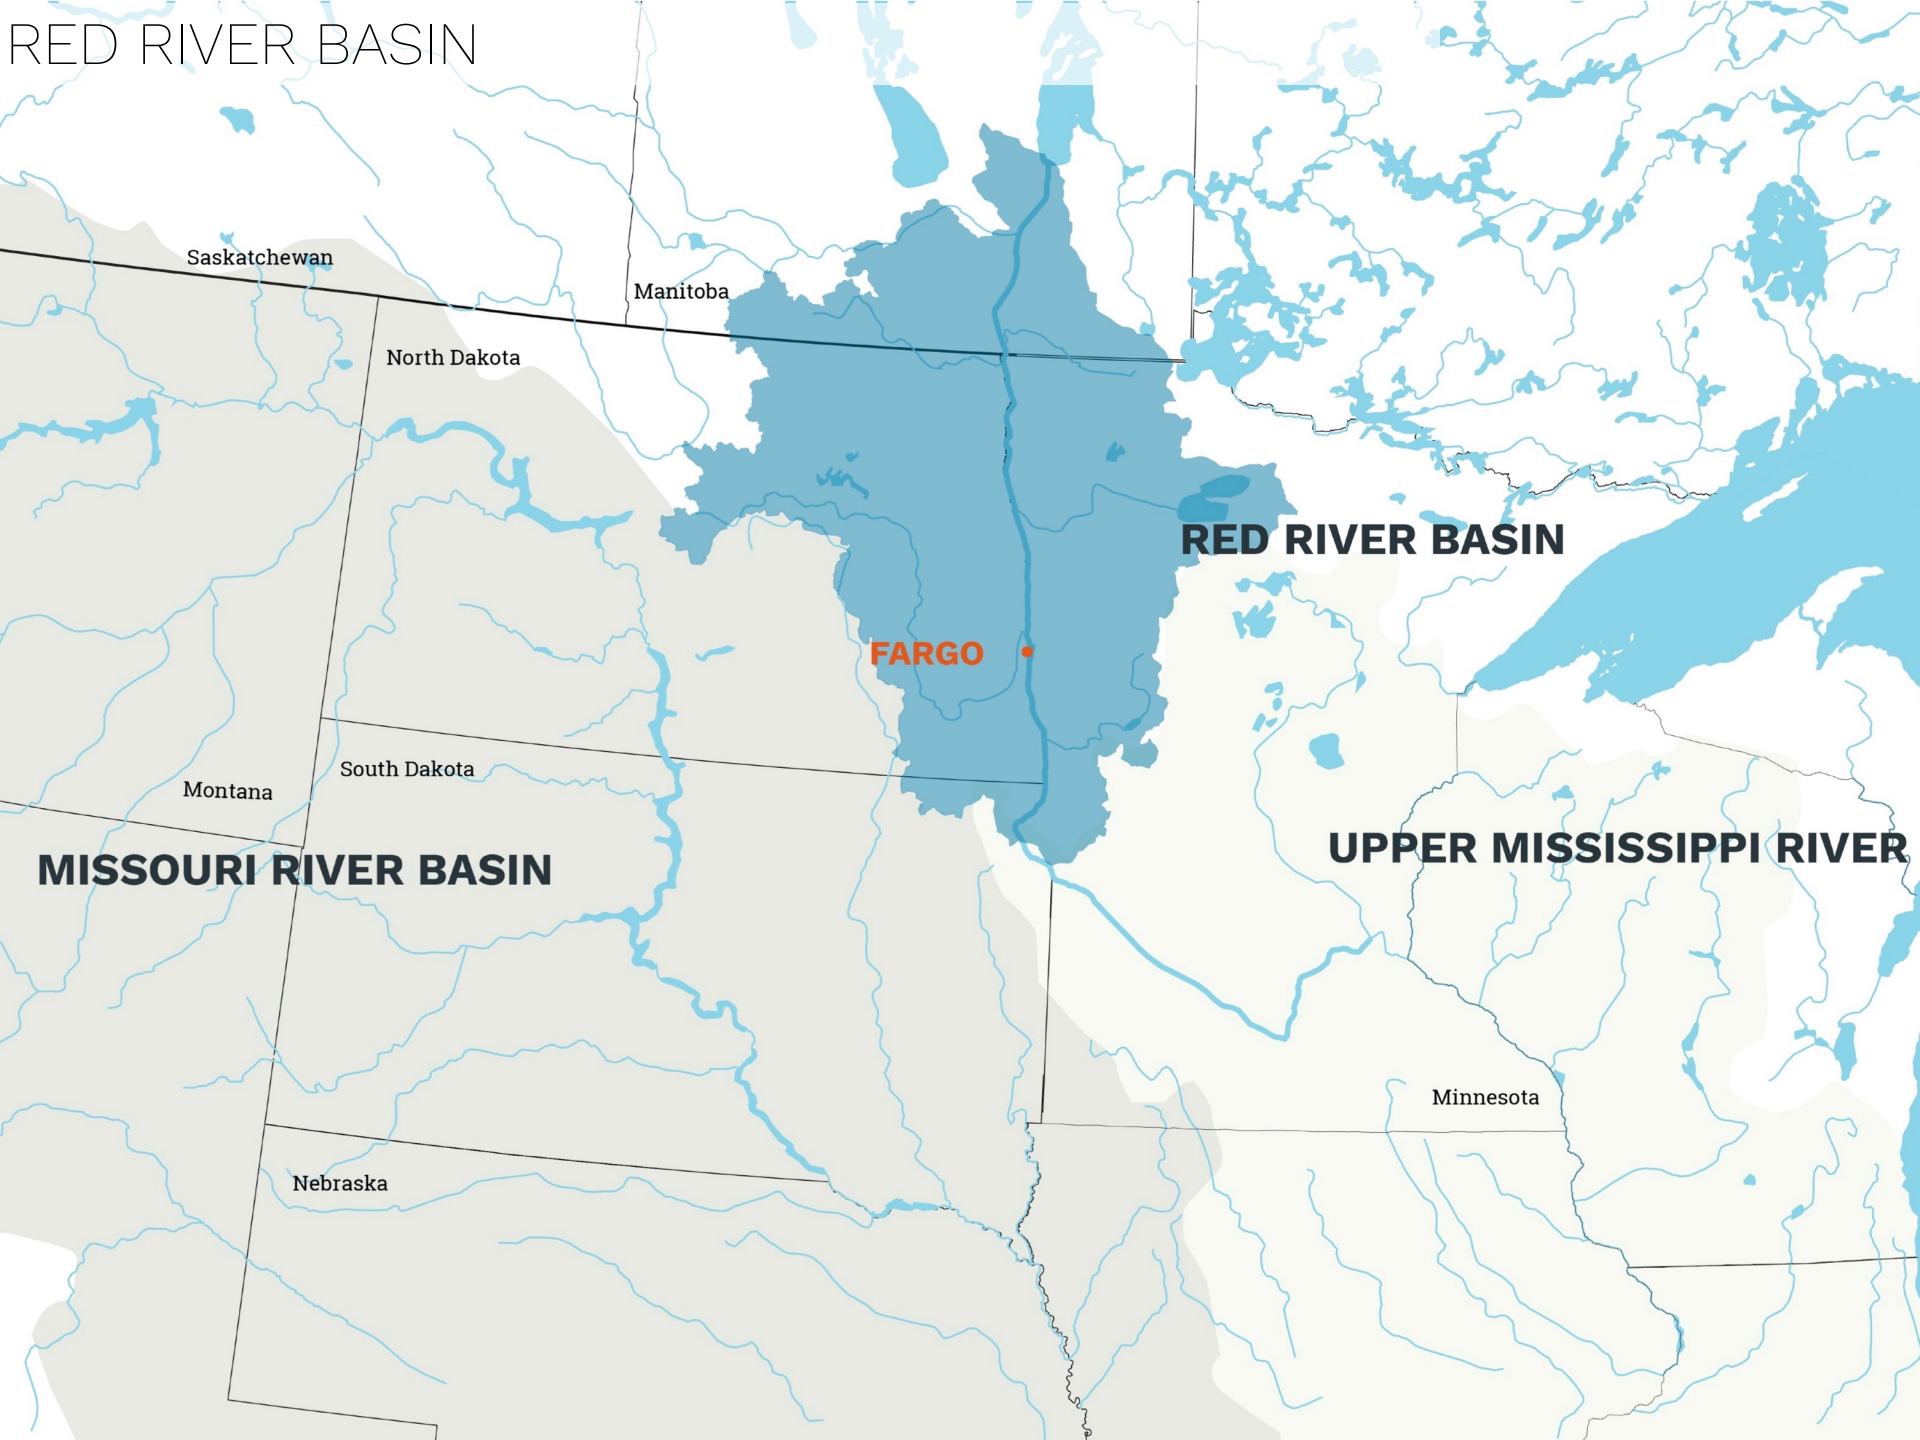 RED RIVER BASIN
Saskatchewan
Manitoba
North Dakota
RED RIVER BASIN
FARGO
South Dakota
Montana
UPPER MISSISSIPPI RIVER
MISSOURI RIVER BASIN
Minnesota
Nebraska